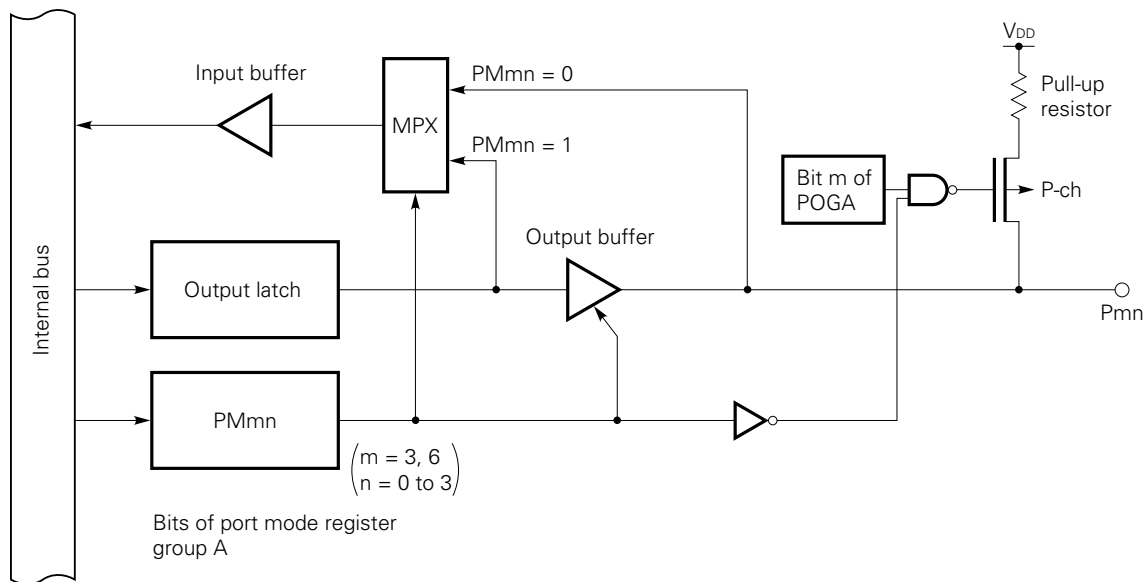 VDD
Input buffer
PMmn = 0
Pull-up
resistor
MPX
PMmn = 1
Bit m of
POGA
P-ch
Output buffer
Internal bus
Output latch
Pmn
PMmn
m = 3, 6
n = 0 to 3
Bits of port mode register
group A